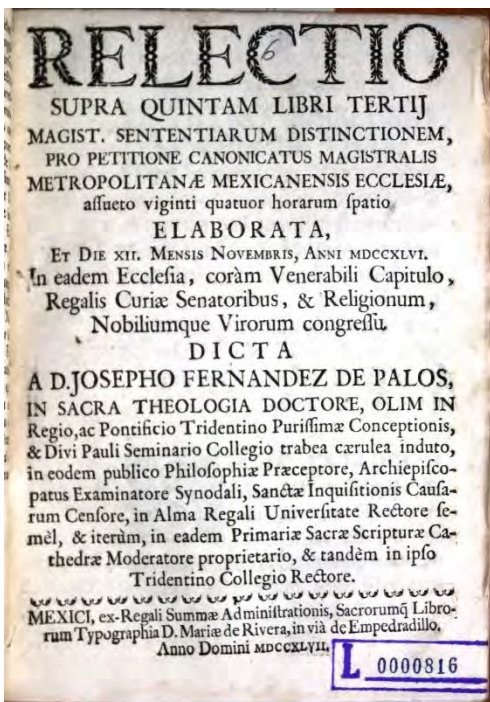 RELECTIO
6
SUPRA QUINTAM LIBRI TERTIJ
MAGIST. SENTENTIARUM DISTINCTIONEM,
PRO PETITIONE CANONICATUS MAGISTRALIS
METROPOLITANÆ MEXICANENSIS ECCLESIÆ,
aſſueto viginti quatuor horarum ſpatio
ELABORATA,
ET DIE XII. MENSIS NOVEMBRIS, ANNI MDCCXLVI.
In eadem Eccleſia, coràm Venerabili Capitulo,
Regalis Curiæ Senatoribus, & Religionum,
Nobiliumque Virorum congreſſu.
DICTA
A D.JOSEPHO FERNANDEZ DE PALOS,
IN SACRA THEOLOGIA DOCTORE, OLIM IN
Regio, ac Pontificio Tridentino Puriſſimæ Conceptionis,
& Divi Pauli Seminario Collegio trabea cærulea induto,
in eodem publico Philoſophiæ Præceptore, Archiepiſco-
patus Examinatore Synodali, Sanctæ Inquiſitionis Cauſa-
rum Cenſore, in Alma Regali Univerſitate Rectore ſe-
mèl, & iterùm, in eadem Primariæ Sacræ Scripturæ Ca-
thedræ Moderatore proprietario, & tandèm in ipſo
Tridentino Collegio Rectore.
MEXICI, ex-Regali Summæ Adminiſtrationis, Sacrorumq̃ Libro-
rum Typographia D. Mariæ de Rivera, in vià de Empedradillo.
Anno Domini MDCCXLVII.
L 0000816